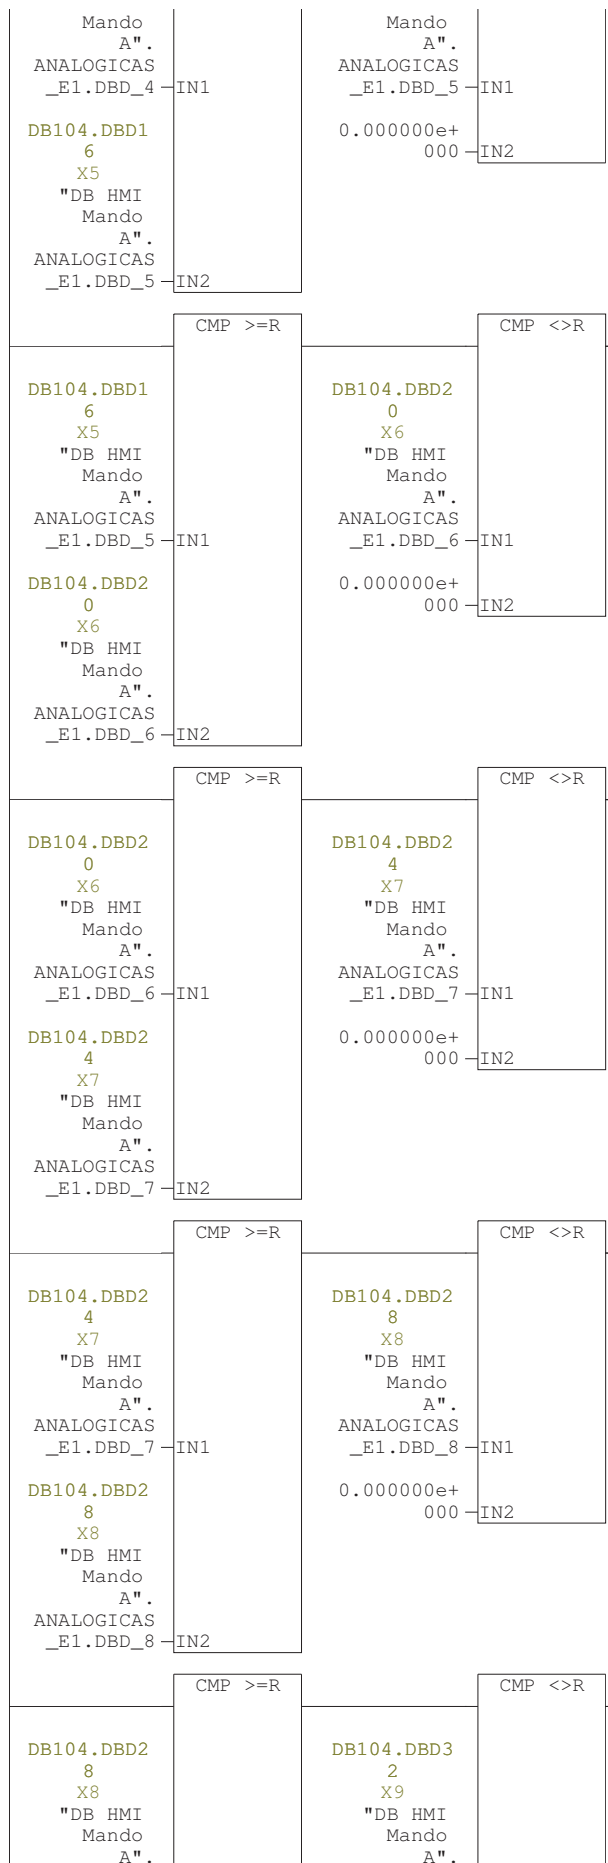 Mando
A".
ANALOGICAS
_E1.DBD_4 IN1
DB104.DBD1
6
X5
"DB HMI
Mando
A".
ANALOGICAS
_E1.DBD_5 IN2
Mando
A".
ANALOGICAS
_E1.DBD_5 IN1
0.000000e+
000 IN2
CMP >=R
DB104.DBD1
6
X5
"DB HMI
Mando
A".
ANALOGICAS
_E1.DBD_5 IN1
DB104.DBD2
0
X6
"DB HMI
Mando
A".
ANALOGICAS
_E1.DBD_6 IN2
CMP <>R
DB104.DBD2
0
X6
"DB HMI
Mando
A".
ANALOGICAS
_E1.DBD_6 IN1
0.000000e+
000 IN2
CMP >=R
DB104.DBD2
0
X6
"DB HMI
Mando
A".
ANALOGICAS
_E1.DBD_6 IN1
DB104.DBD2
4
X7
"DB HMI
Mando
A".
ANALOGICAS
_E1.DBD_7 IN2
CMP <>R
DB104.DBD2
4
X7
"DB HMI
Mando
A".
ANALOGICAS
_E1.DBD_7 IN1
0.000000e+
000 IN2
CMP >=R
DB104.DBD2
4
X7
"DB HMI
Mando
A".
ANALOGICAS
_E1.DBD_7 IN1
DB104.DBD2
8
X8
"DB HMI
Mando
A".
ANALOGICAS
_E1.DBD_8 IN2
CMP <>R
DB104.DBD2
8
X8
"DB HMI
Mando
A".
ANALOGICAS
_E1.DBD_8 IN1
0.000000e+
000 IN2
CMP >=R
DB104.DBD2
8
X8
"DB HMI
Mando
A".
CMP <>R
DB104.DBD3
2
X9
"DB HMI
Mando
A".